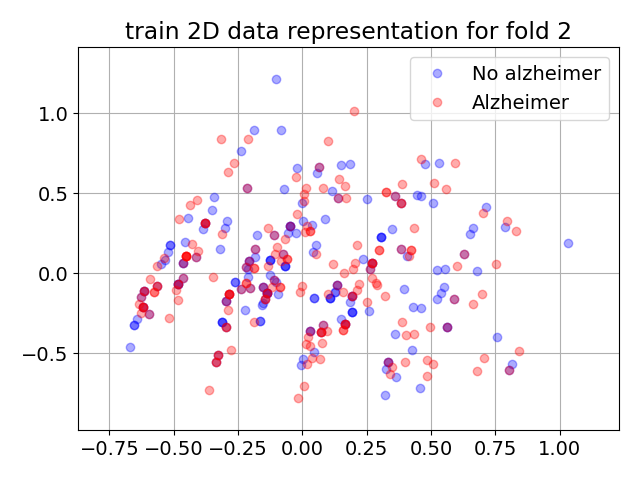 train 2D data representation for fold 2
No alzheimer
Alzheimer
1.0
0.5
0.0
−0.5
−0.75 −0.50 −0.25 0.00 0.25 0.50 0.75 1.00